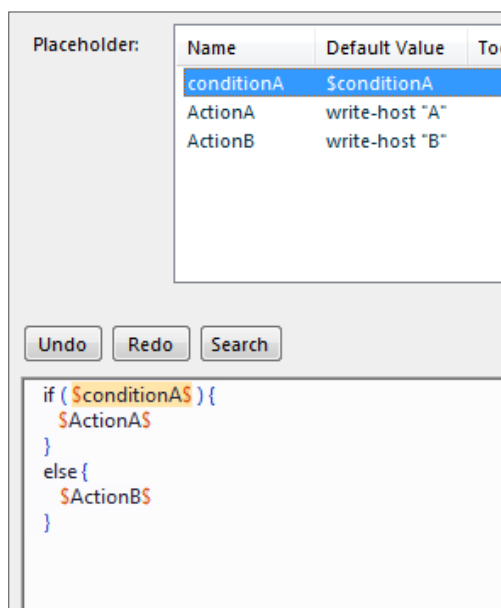 Placeholder:
Name Default Value Too
conditionA $conditionA
ActionA write-host "A"
ActionB write-host "B"
Undo Redo Search
if ( $conditionA$ ) {
$ActionA$
}
else {
$ActionB$
}